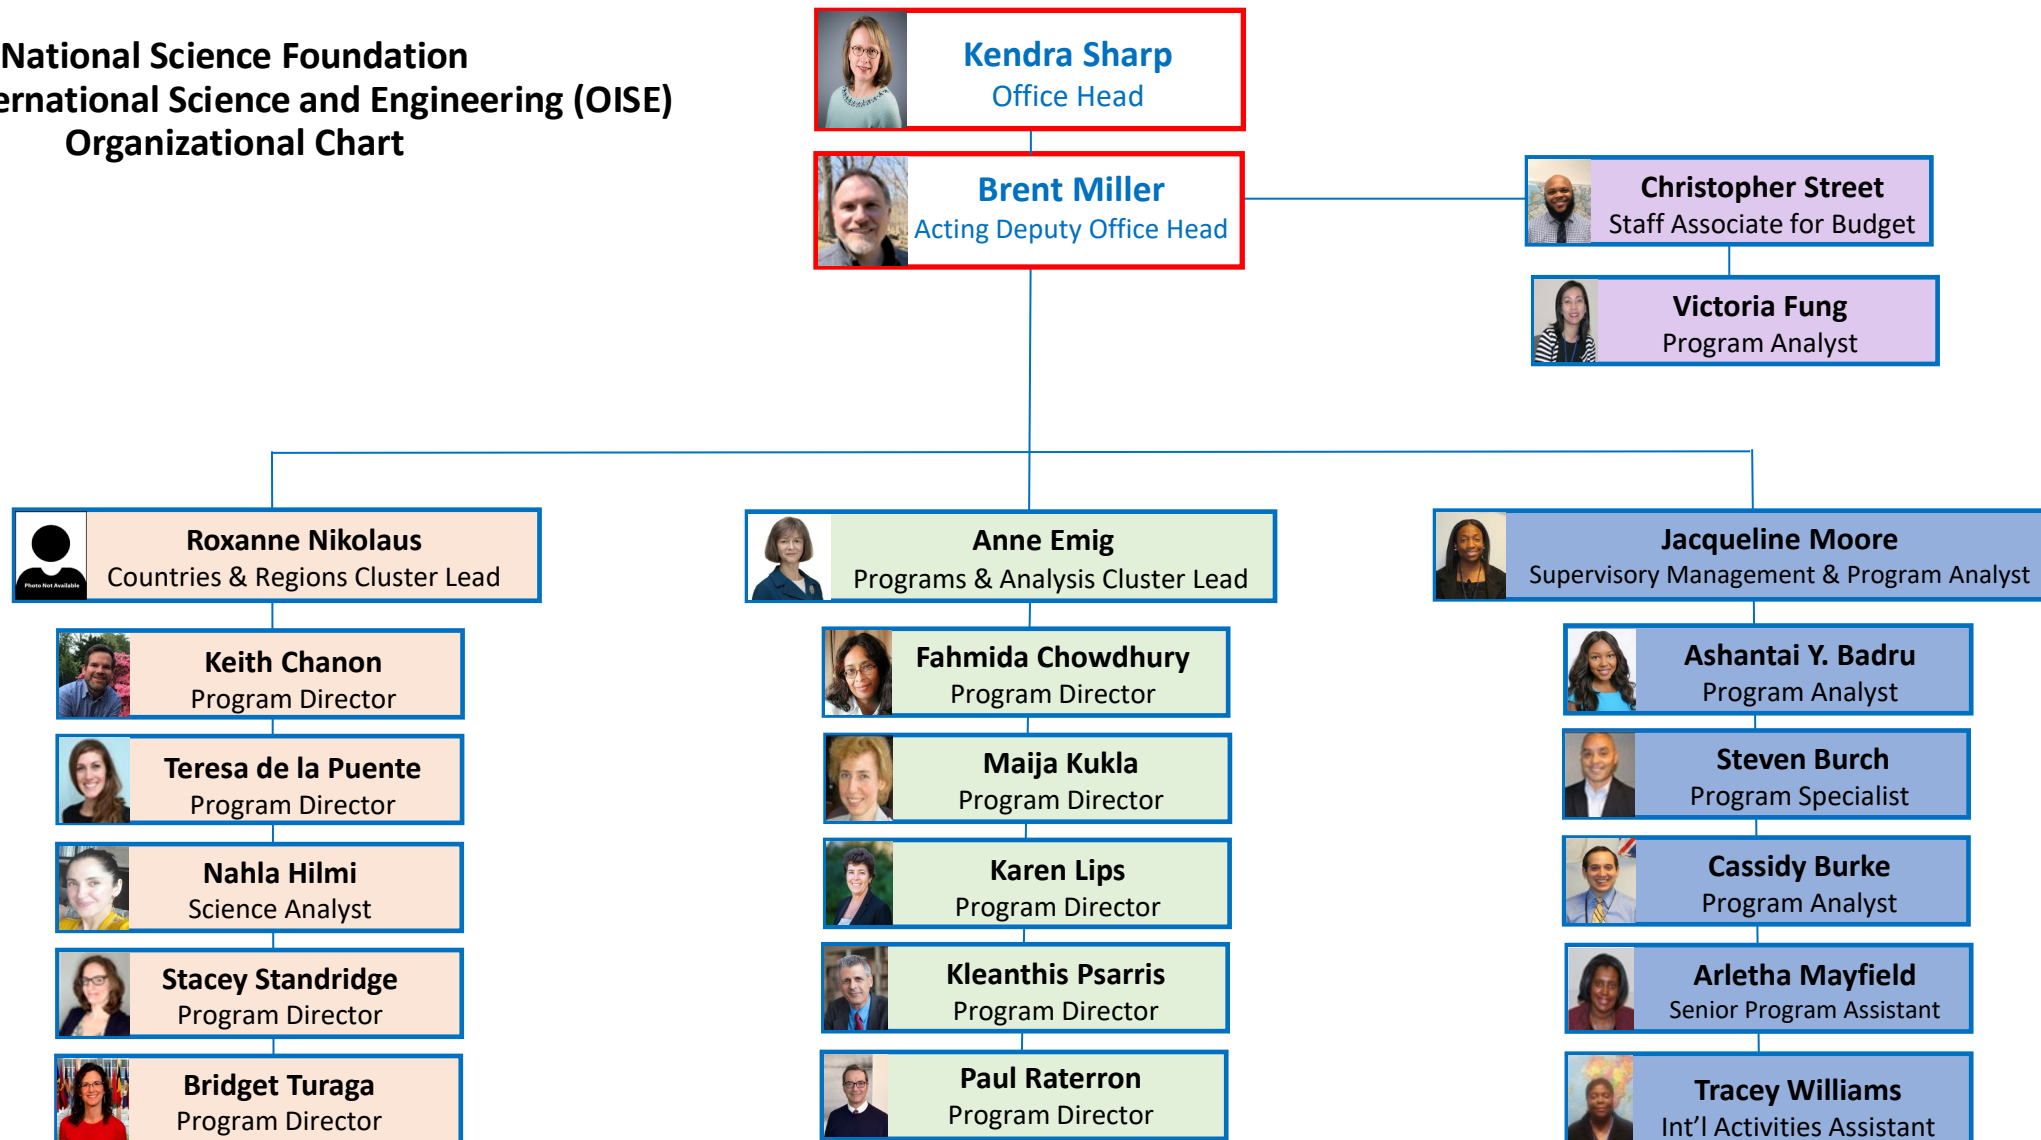 National Science Foundation
ernational Science and Engineering (OISE)
Organizational Chart
Kendra Sharp
Office Head
Brent Miller
Acting Deputy Office Head
Christopher Street
Staff Associate for Budget
Victoria Fung
Program Analyst
Photo Not Available
Roxanne Nikolaus
Countries & Regions Cluster Lead
Keith Chanon
Program Director
Teresa de la Puente
Program Director
Nahla Hilmi
Science Analyst
Stacey Standridge
Program Director
Bridget Turaga
Program Director
Anne Emig
Programs & Analysis Cluster Lead
Fahmida Chowdhury
Program Director
Maija Kukla
Program Director
Karen Lips
Program Director
Kleanthis Psarris
Program Director
Paul Raterron
Program Director
Jacqueline Moore
Supervisory Management & Program Analyst
Ashantai Y. Badru
Program Analyst
Steven Burch
Program Specialist
Cassidy Burke
Program Analyst
Arletha Mayfield
Senior Program Assistant
Tracey Williams
Int’l Activities Assistant